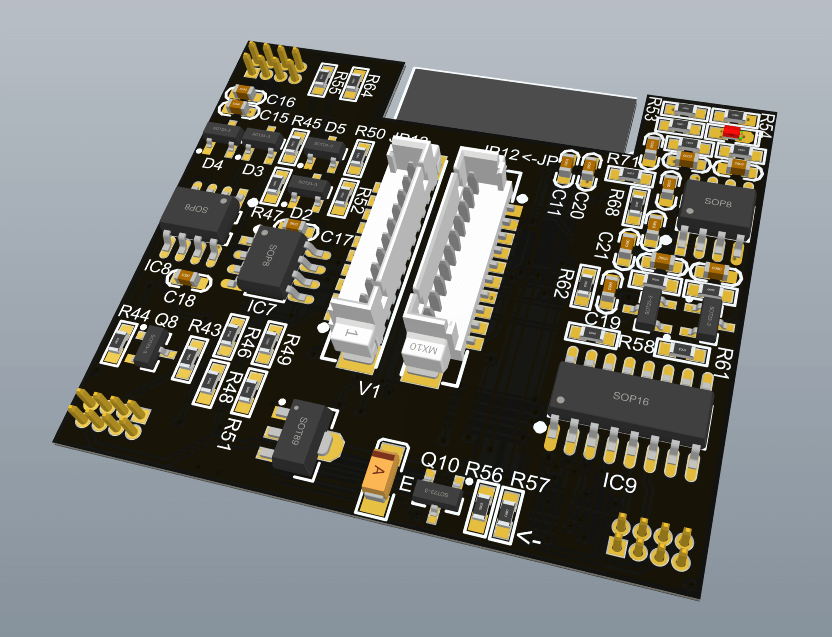 R55
R64
C16
C15
R45
D5
R50
JP12<-JP
R53
R54
D4
D3
R52
R71
R47
D2
C17
C11
C20
R68
SOP8
SOP8
SOP8
IC8
C18
IC7
C21
R62
R44
Q8
R43
R46
R49
1
MX10
C19
R58
R61
R48
R51
V1
SOP16
SOT89
A
E
Q10
R56
R57
IC9
<-